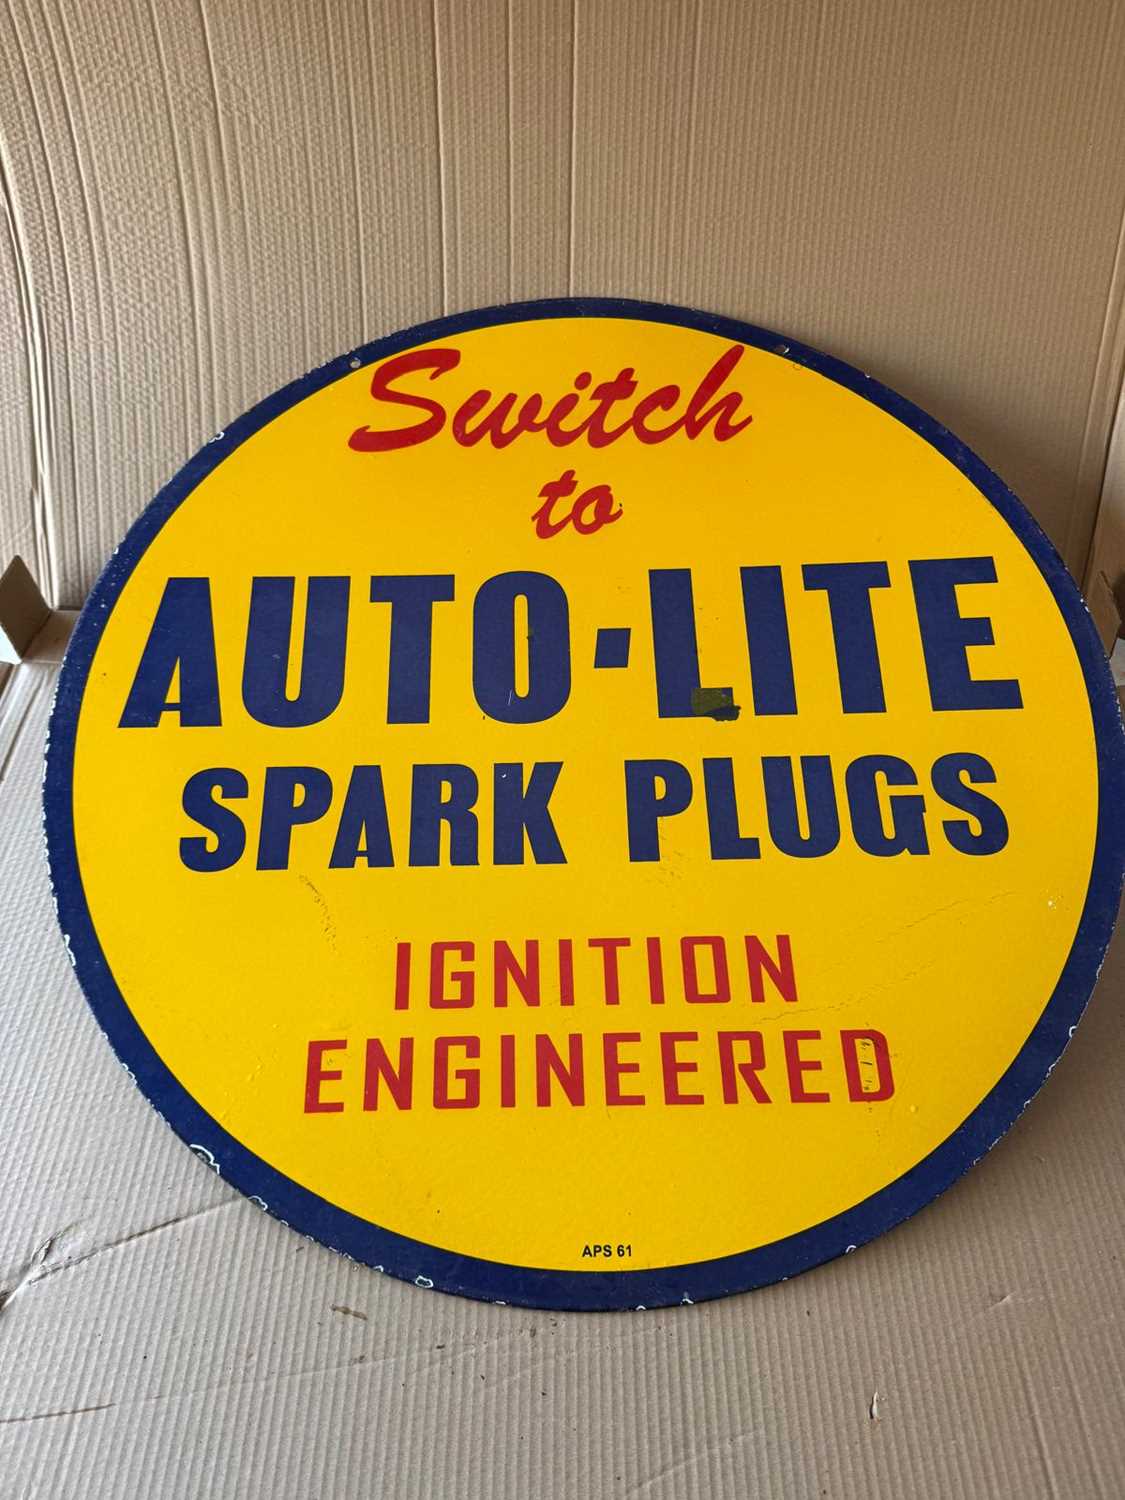 Switch
to
AUTO-LITE
SPARK PLUGS
IGNITION
ENGINEERED
APS 61